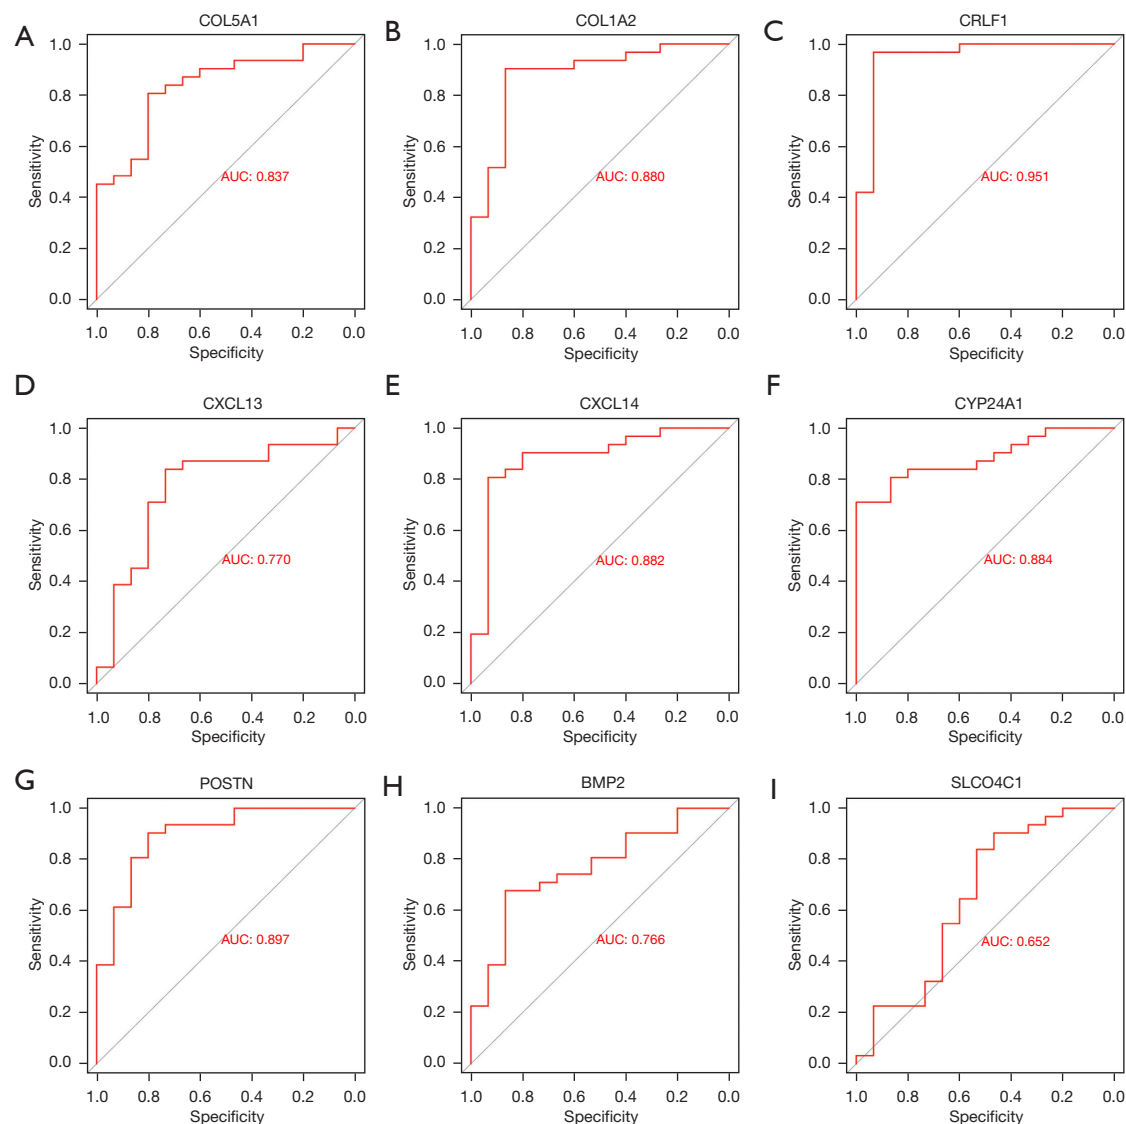 A
COL5A1
Sensitivity
1.0
0.8
0.6
0.4
0.2
0.0
AUC: 0.837
1.0 0.8 0.6 0.4 0.2 0.0
Specificity
B
COL1A2
Sensitivity
1.0
0.8
0.6
0.4
0.2
0.0
AUC: 0.880
1.0 0.8 0.6 0.4 0.2 0.0
Specificity
C
CRLF1
Sensitivity
1.0
0.8
0.6
0.4
0.2
0.0
AUC: 0.951
1.0 0.8 0.6 0.4 0.2 0.0
Specificity
D
CXCL13
Sensitivity
1.0
0.8
0.6
0.4
0.2
0.0
AUC: 0.770
1.0 0.8 0.6 0.4 0.2 0.0
Specificity
E
CXCL14
Sensitivity
1.0
0.8
0.6
0.4
0.2
0.0
AUC: 0.882
1.0 0.8 0.6 0.4 0.2 0.0
Specificity
F
CYP24A1
Sensitivity
1.0
0.8
0.6
0.4
0.2
0.0
AUC: 0.884
1.0 0.8 0.6 0.4 0.2 0.0
Specificity
G
POSTN
Sensitivity
1.0
0.8
0.6
0.4
0.2
0.0
AUC: 0.897
1.0 0.8 0.6 0.4 0.2 0.0
Specificity
H
BMP2
Sensitivity
1.0
0.8
0.6
0.4
0.2
0.0
AUC: 0.766
1.0 0.8 0.6 0.4 0.2 0.0
Specificity
I
SLCO4C1
Sensitivity
1.0
0.8
0.6
0.4
0.2
0.0
AUC: 0.652
1.0 0.8 0.6 0.4 0.2 0.0
Specificity